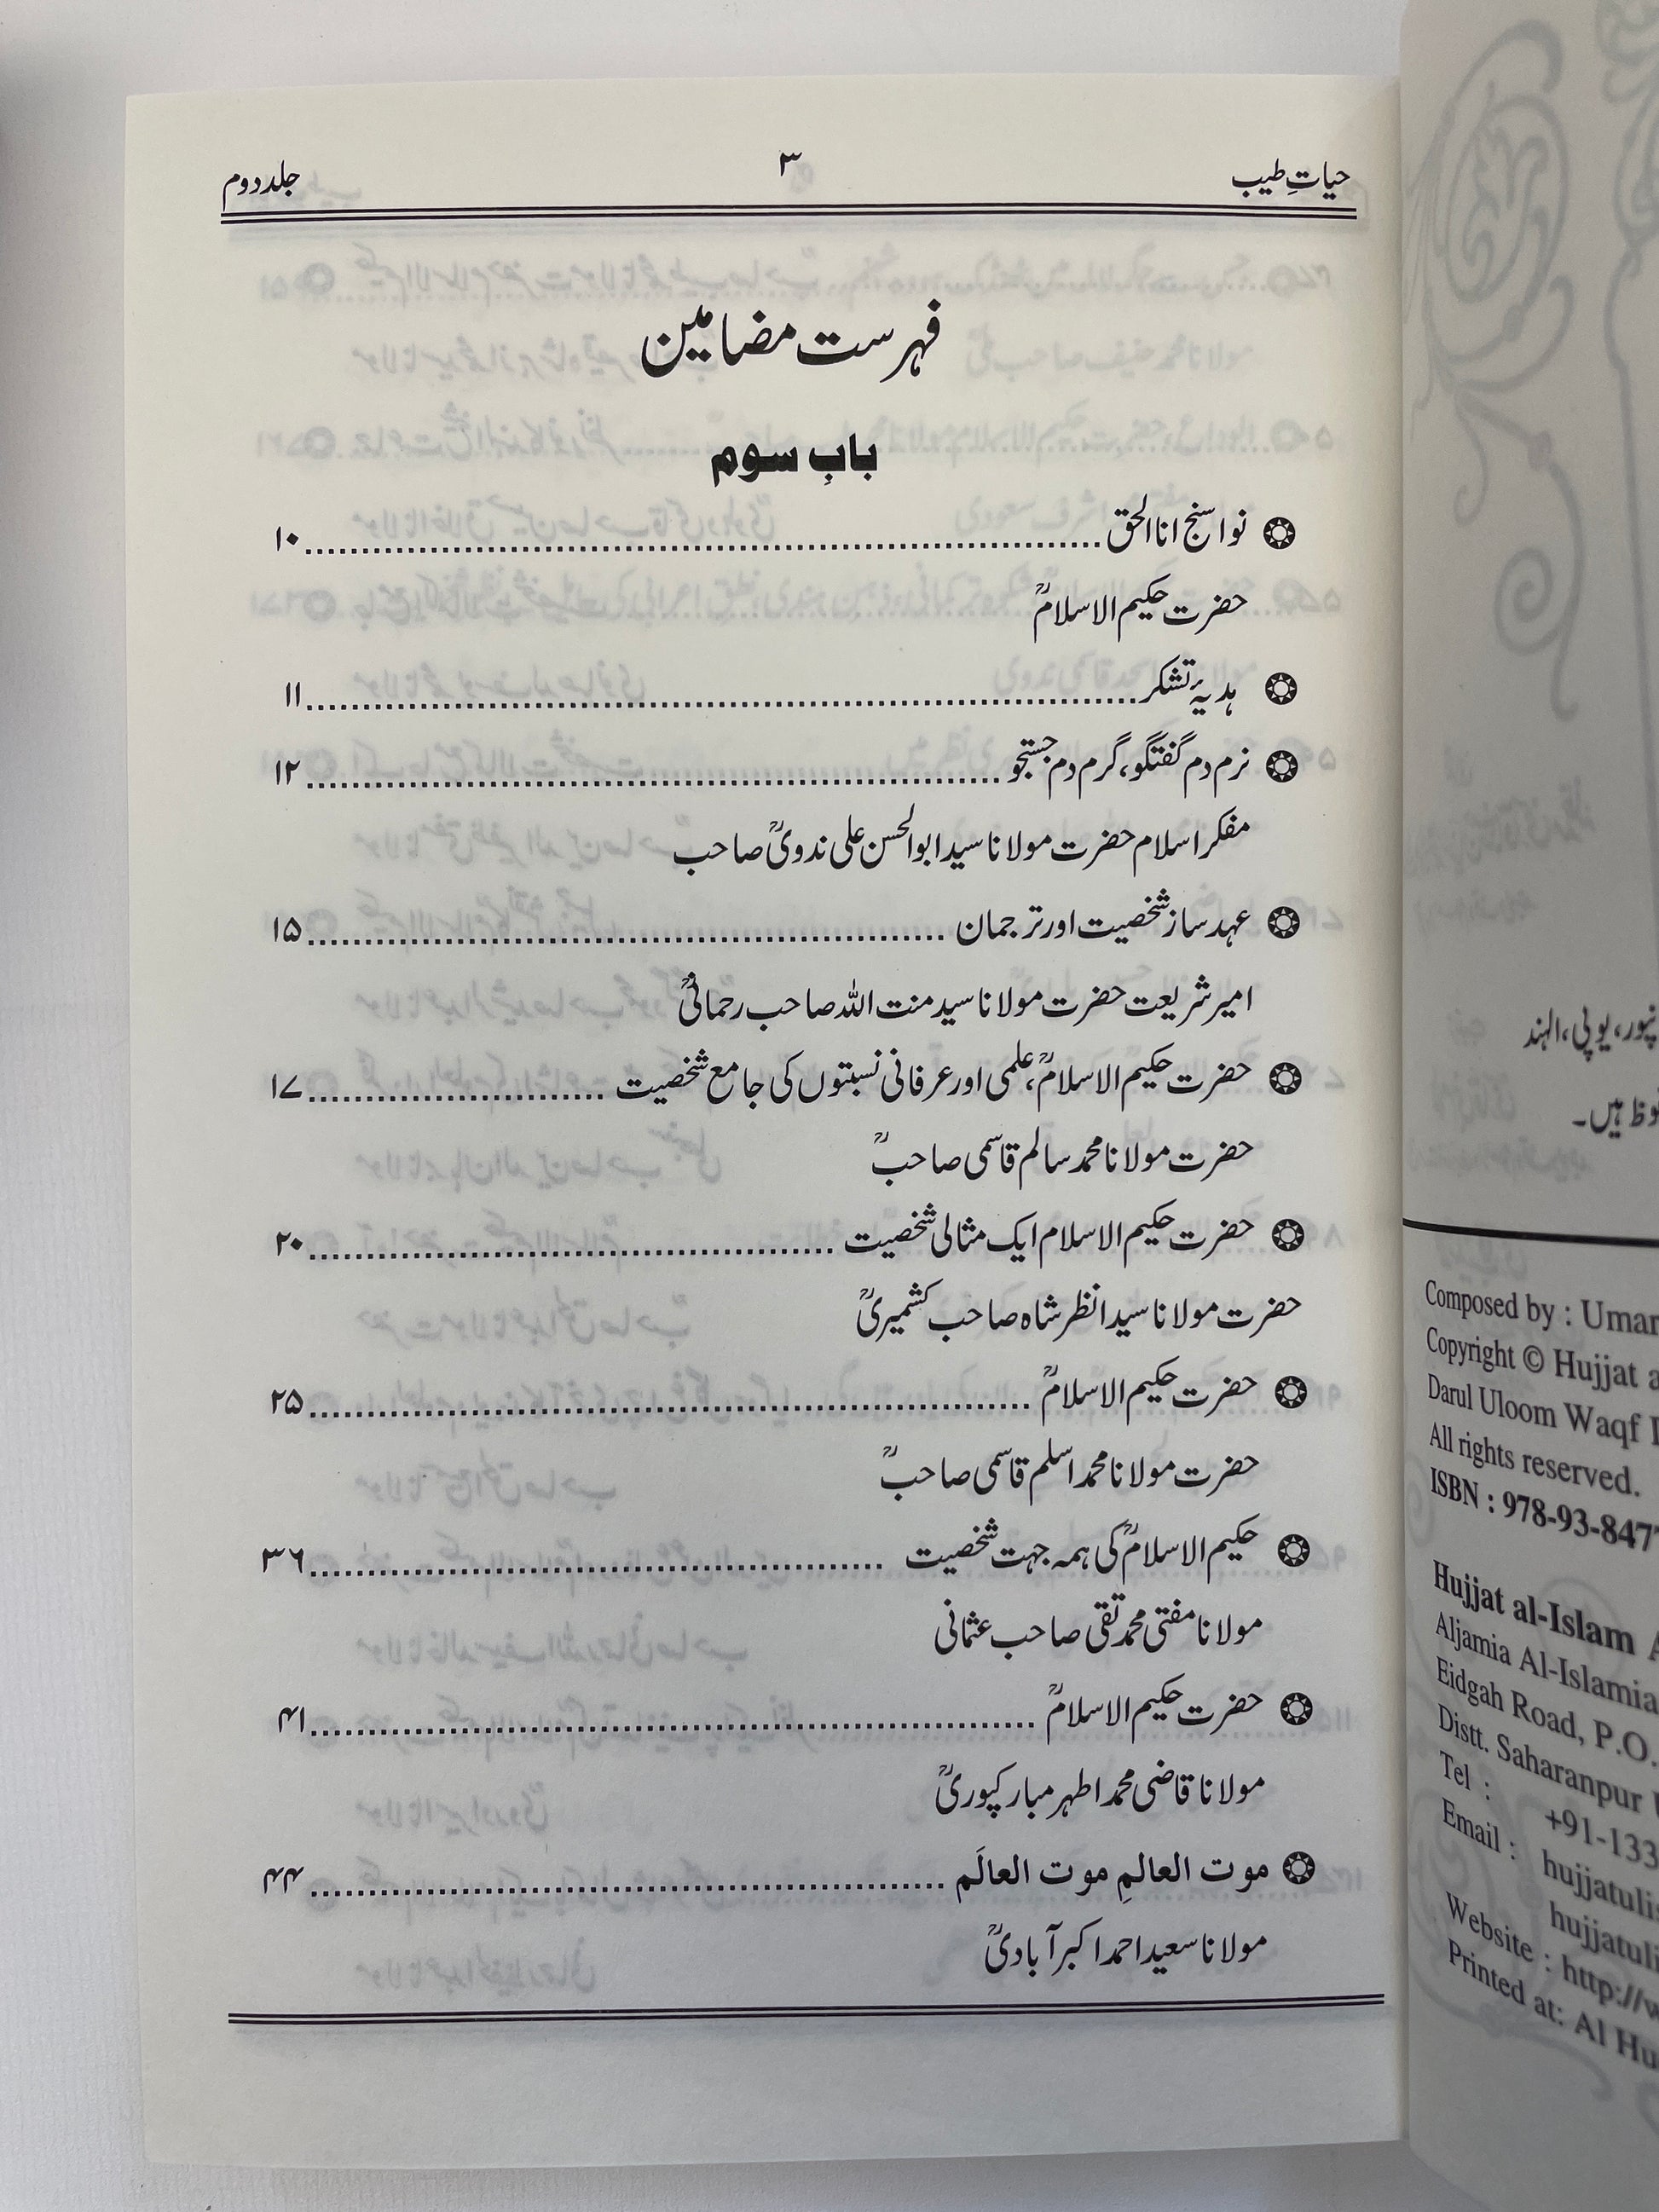 حیاتِ طیب ۳ جلد دوم
فہرست مضامین
بابِ سوم
نوا سنج انا الحق ۱۰
حضرت حکیم الاسلامؒ
ہدیۂ تشکر ۱۱
نرم دم گفتگو، گرم دم جستجو ۱۲
مفکر اسلام حضرت مولانا سید ابوالحسن علی ندویؒ صاحب
عہد ساز شخصیت اور ترجمان ۱۵
امیر شریعت حضرت مولانا سید منت اللہ صاحب رحمانیؒ
حضرت حکیم الاسلامؒ، علمی اور عرفانی نسبتوں کی جامع شخصیت ۱۷
حضرت مولانا محمد سالم قاسمی صاحبؒ
حضرت حکیم الاسلام ایک مثالی شخصیت ۲۰
حضرت مولانا سید انظر شاہ صاحب کشمیریؒ
حضرت حکیم الاسلامؒ ۲۵
حضرت مولانا محمد اسلم قاسمی صاحبؒ
حکیم الاسلامؒ کی ہمہ جہت شخصیت ۳۶
مولانا مفتی محمد تقی صاحب عثمانی
حضرت حکیم الاسلامؒ ۴۱
مولانا قاضی محمد اطہر مبارکپوریؒ
موت العالِمِ موت العالَم ۴۴
مولانا سعید احمد اکبرآبادیؒ
یوپی، الہند
ہیں۔
Composed by : Umar
Copyright © Hujjat
Darul Uloom Waqf
All rights reserved.
ISBN : 978-93-847
Hujjat al-Islam
Aljamia Al-Islamia
Eidgah Road, P.O.
Distt. Saharanpur
Tel : +91-133
Email : hujjatuli
hujjatuli
Website : http://w
Printed at: Al Hu